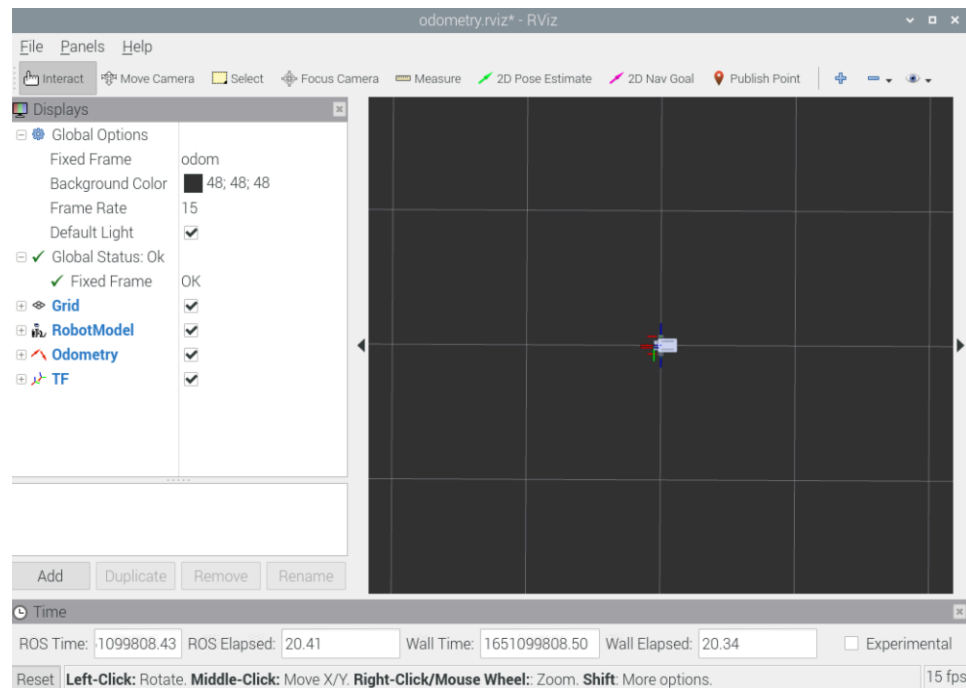 odometry.rviz* - RViz
File Panels Help
Interact Move Camera Select Focus Camera Measure 2D Pose Estimate 2D Nav Goal Publish Point
Displays
Global Options
Fixed Frame odom
Background Color 48; 48; 48
Frame Rate 15
Default Light
Global Status: Ok
Fixed Frame OK
Grid
RobotModel
Odometry
TF
Add Duplicate Remove Rename
Time
ROS Time: 1099808.43 ROS Elapsed: 20.41 Wall Time: 1651099808.50 Wall Elapsed: 20.34 Experimental
Reset Left-Click: Rotate. Middle-Click: Move X/Y. Right-Click/Mouse Wheel:: Zoom. Shift: More options. 15 fps